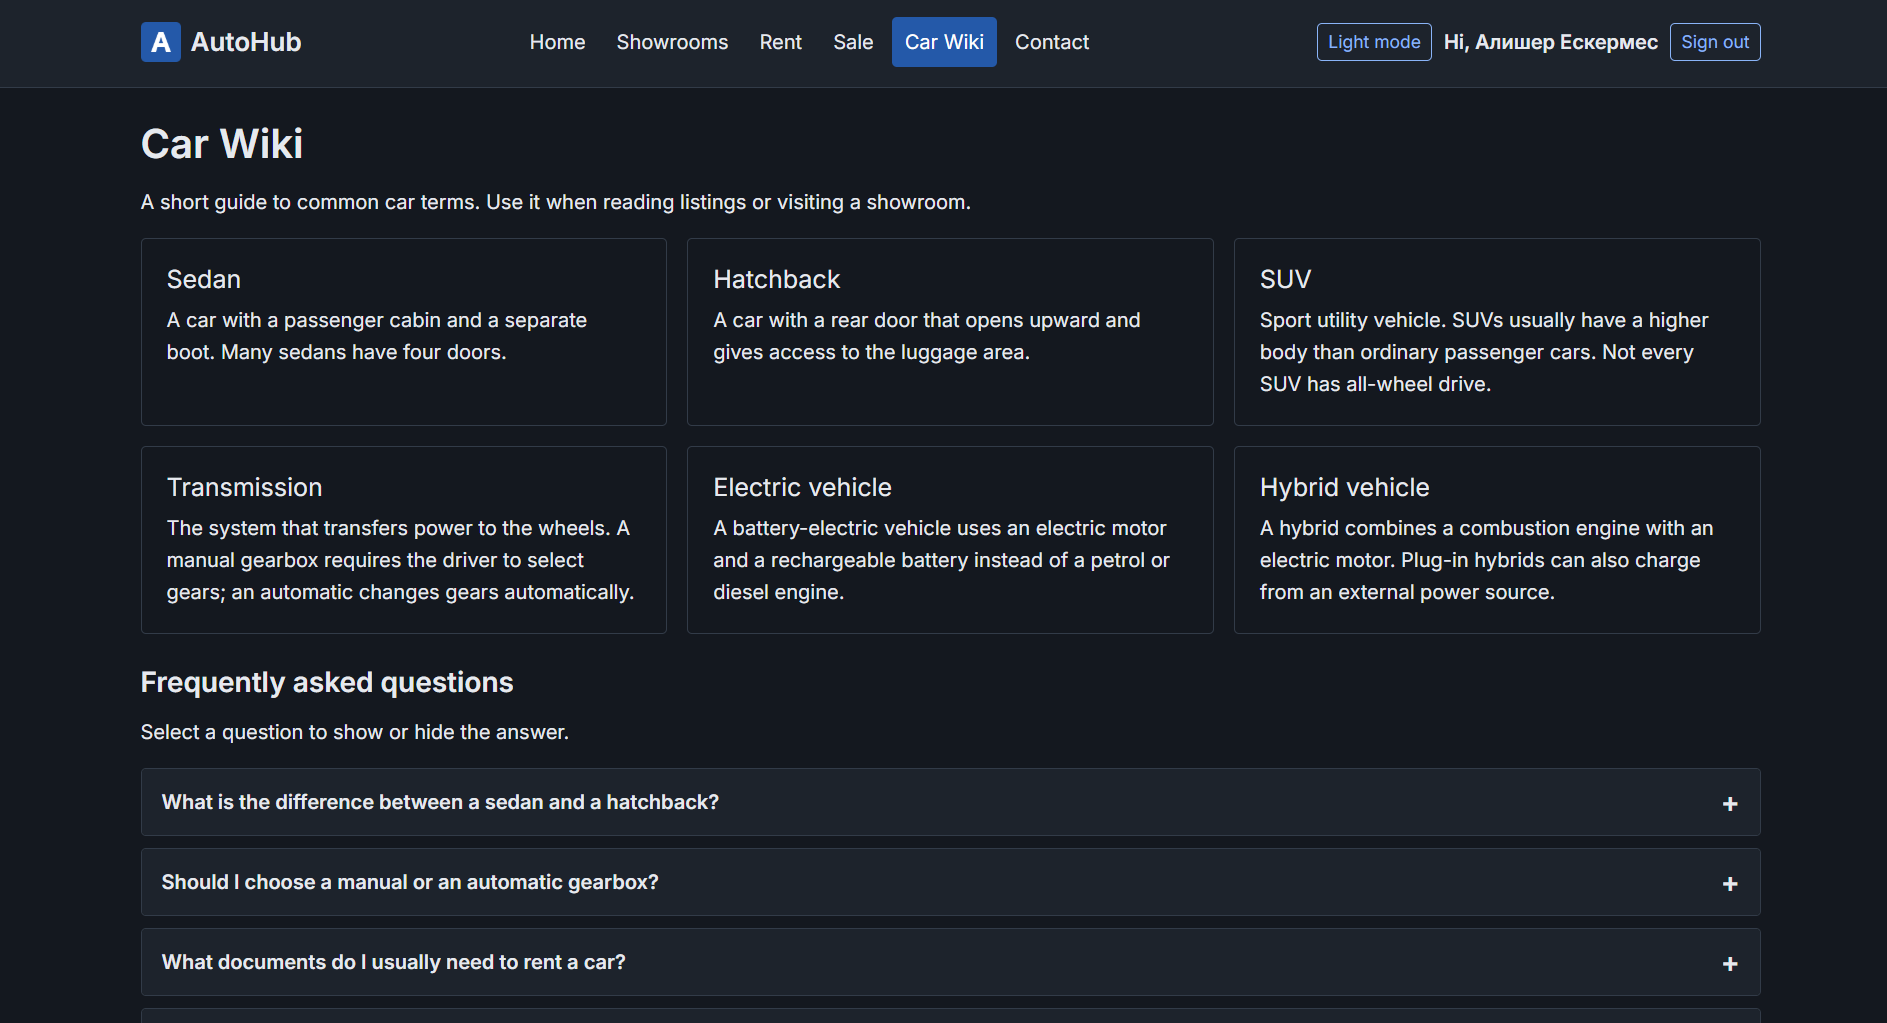 A AutoHub
Home Showrooms Rent Sale Car Wiki Contact
Light mode Hi, Алишер Ескермес Sign out
Car Wiki
A short guide to common car terms. Use it when reading listings or visiting a showroom.
Sedan
A car with a passenger cabin and a separate
boot. Many sedans have four doors.
Hatchback
A car with a rear door that opens upward and
gives access to the luggage area.
SUV
Sport utility vehicle. SUVs usually have a higher
body than ordinary passenger cars. Not every
SUV has all-wheel drive.
Transmission
The system that transfers power to the wheels. A
manual gearbox requires the driver to select
gears; an automatic changes gears automatically.
Electric vehicle
A battery-electric vehicle uses an electric motor
and a rechargeable battery instead of a petrol or
diesel engine.
Hybrid vehicle
A hybrid combines a combustion engine with an
electric motor. Plug-in hybrids can also charge
from an external power source.
Frequently asked questions
Select a question to show or hide the answer.
What is the difference between a sedan and a hatchback? +
Should I choose a manual or an automatic gearbox? +
What documents do I usually need to rent a car? +